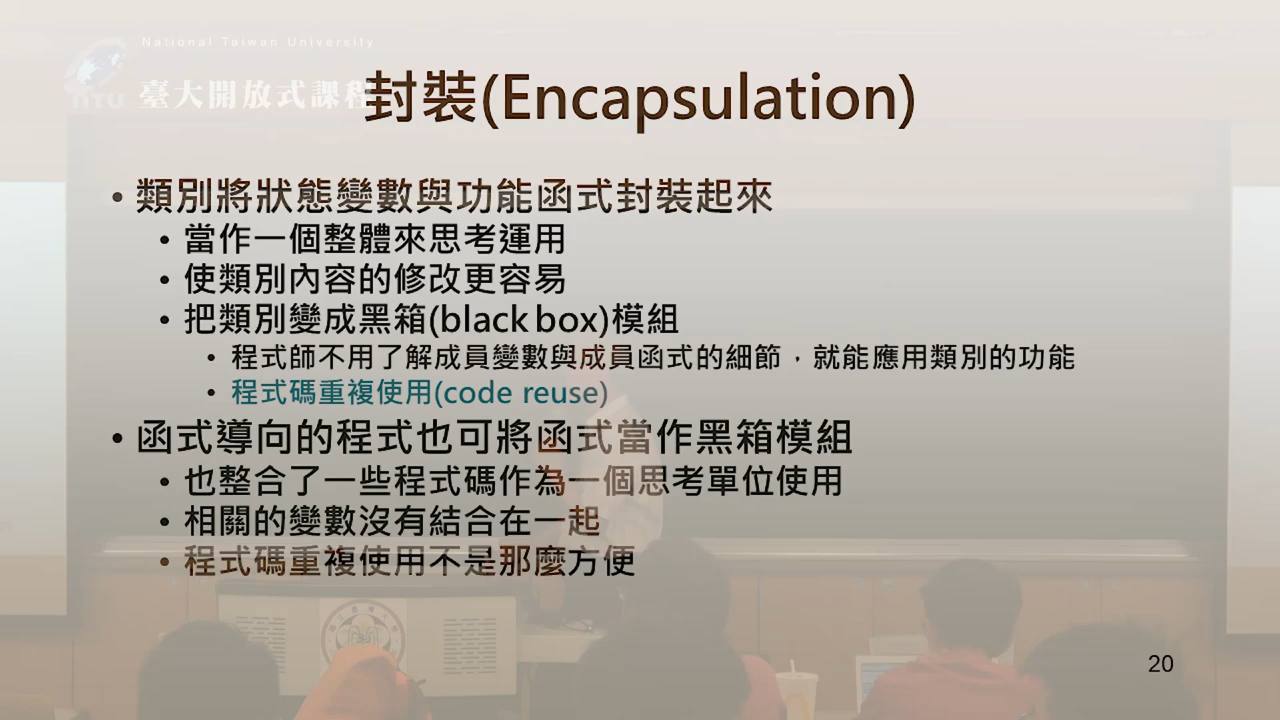 National Taiwan University
NTU 臺大開放式課程
封裝(Encapsulation)
• 類別將狀態變數與功能函式封裝起來
• 當作一個整體來思考運用
• 使類別內容的修改更容易
• 把類別變成黑箱(black box)模組
• 程式師不用了解成員變數與成員函式的細節，就能應用類別的功能
• 程式碼重複使用(code reuse)
• 函式導向的程式也可將函式當作黑箱模組
• 也整合了一些程式碼作為一個思考單位使用
• 相關的變數沒有結合在一起
• 程式碼重複使用不是那麼方便
20